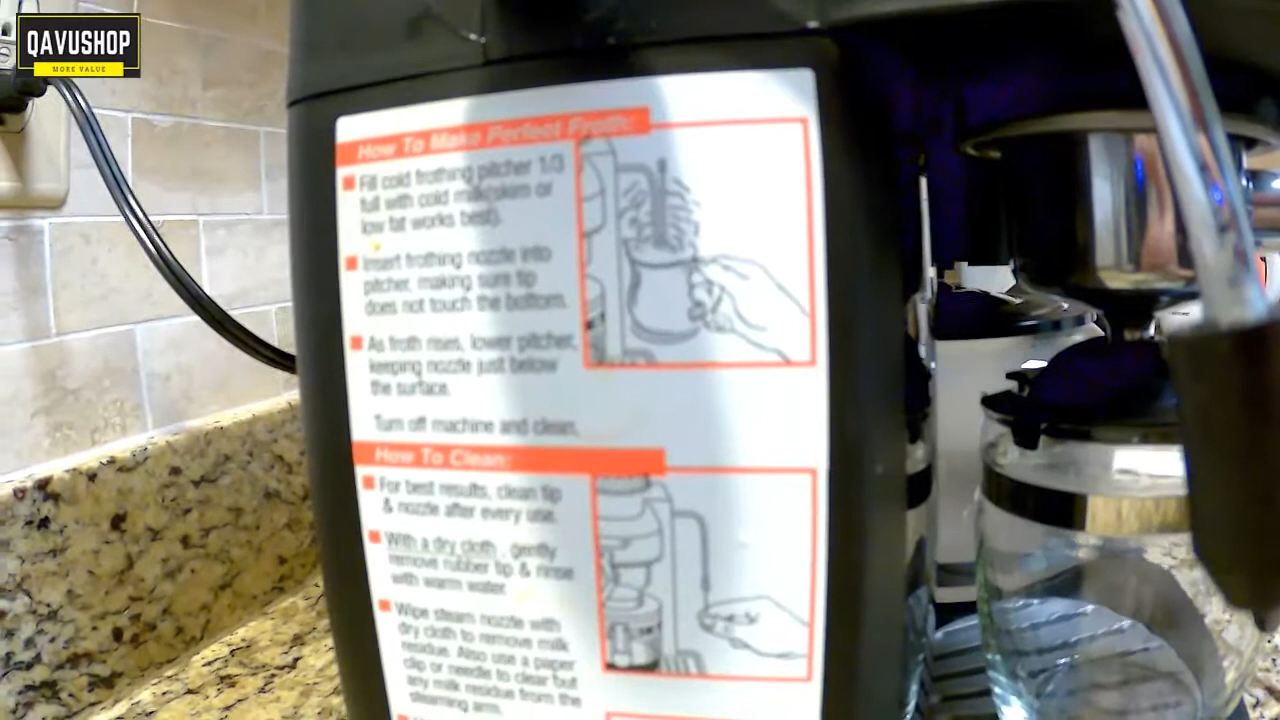 QAVUSHOP
MORE VALUE
How To Make Perfect Froth:
Fill cold frothing pitcher 1/3
full with cold milk(skim or
low fat works best).
Insert frothing nozzle into
pitcher, making sure tip
does not touch the bottom.
As froth rises, lower pitcher,
keeping nozzle just below
the surface.
Turn off machine and clean.
How To Clean:
For best results, clean tip
& nozzle after every use.
With a dry cloth , gently
remove rubber tip & rinse
with warm water.
Wipe steam nozzle with
dry cloth to remove milk
residue. Also use a paper
clip or needle to clear out
any milk residue from the
steaming arm.